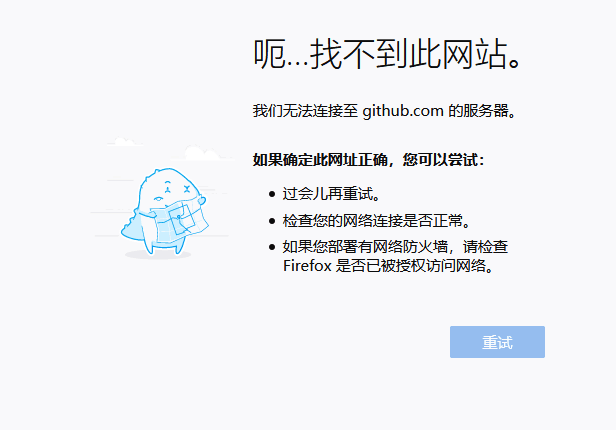 呃...找不到此网站。
我们无法连接至 github.com 的服务器。
如果确定此网址正确，您可以尝试：
过会儿再重试。
检查您的网络连接是否正常。
如果您部署有网络防火墙，请检查
Firefox 是否已被授权访问网络。
重试